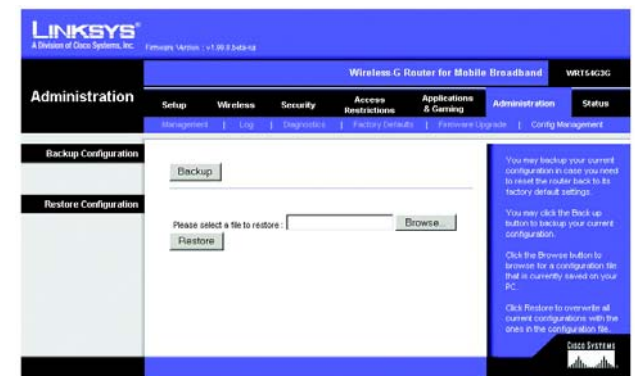 LINKSYS®
A Division of Cisco Systems, Inc.
Firmware Version : v1.99.8.beta-na
Wireless-G Router for Mobile Broadband WRT54G3G
Administration
Setup Wireless Security Access Restrictions Applications & Gaming Administration Status
Management | Log | Diagnostics | Factory Defaults | Firmware Upgrade | Config Management
Backup Configuration
Backup
Restore Configuration
Please select a file to restore : Browse...
Restore
You may backup your current
configuration in case you need
to reset the router back to its
factory default settings.
You may click the Back up
button to backup your current
configuration.
Click the Browse button to
browse for a configuration file
that is currently saved on your
PC.
Click Restore to overwrite all
current configurations with the
ones in the configuration file.
CISCO SYSTEMS